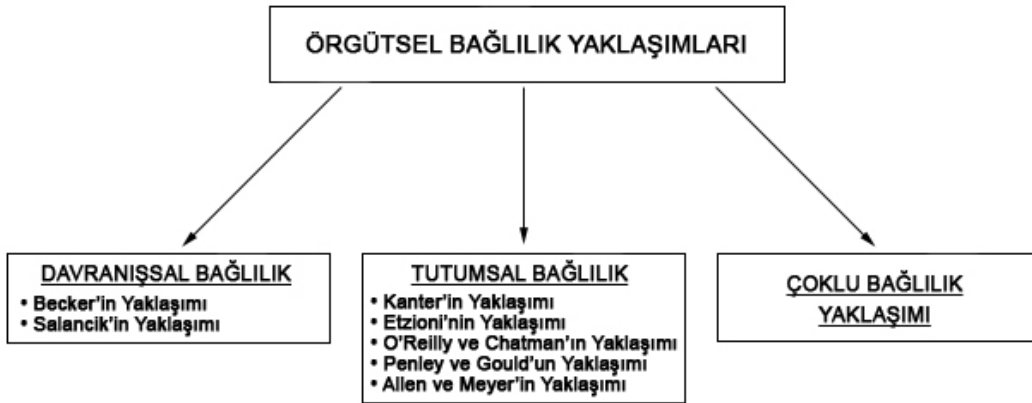 ÖRGÜTSEL BAĞLILIK YAKLAŞIMLARI
DAVRANIŞSAL BAĞLILIK
• Becker’in Yaklaşımı
• Salancik’in Yaklaşımı
TUTUMSAL BAĞLILIK
• Kanter’in Yaklaşımı
• Etzioni’nin Yaklaşımı
• O’Reilly ve Chatman’ın Yaklaşımı
• Penley ve Gould’un Yaklaşımı
• Allen ve Meyer’in Yaklaşımı
ÇOKLU BAĞLILIK
YAKLAŞIMI